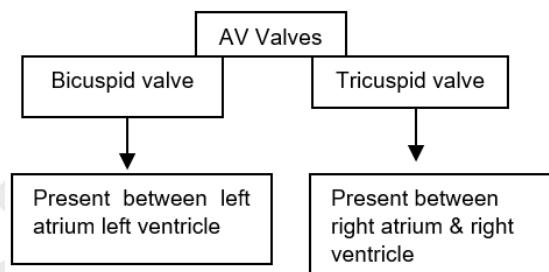 AV Valves
Bicuspid valve
Tricuspid valve
Present between left
atrium left ventricle
Present between
right atrium & right
ventricle